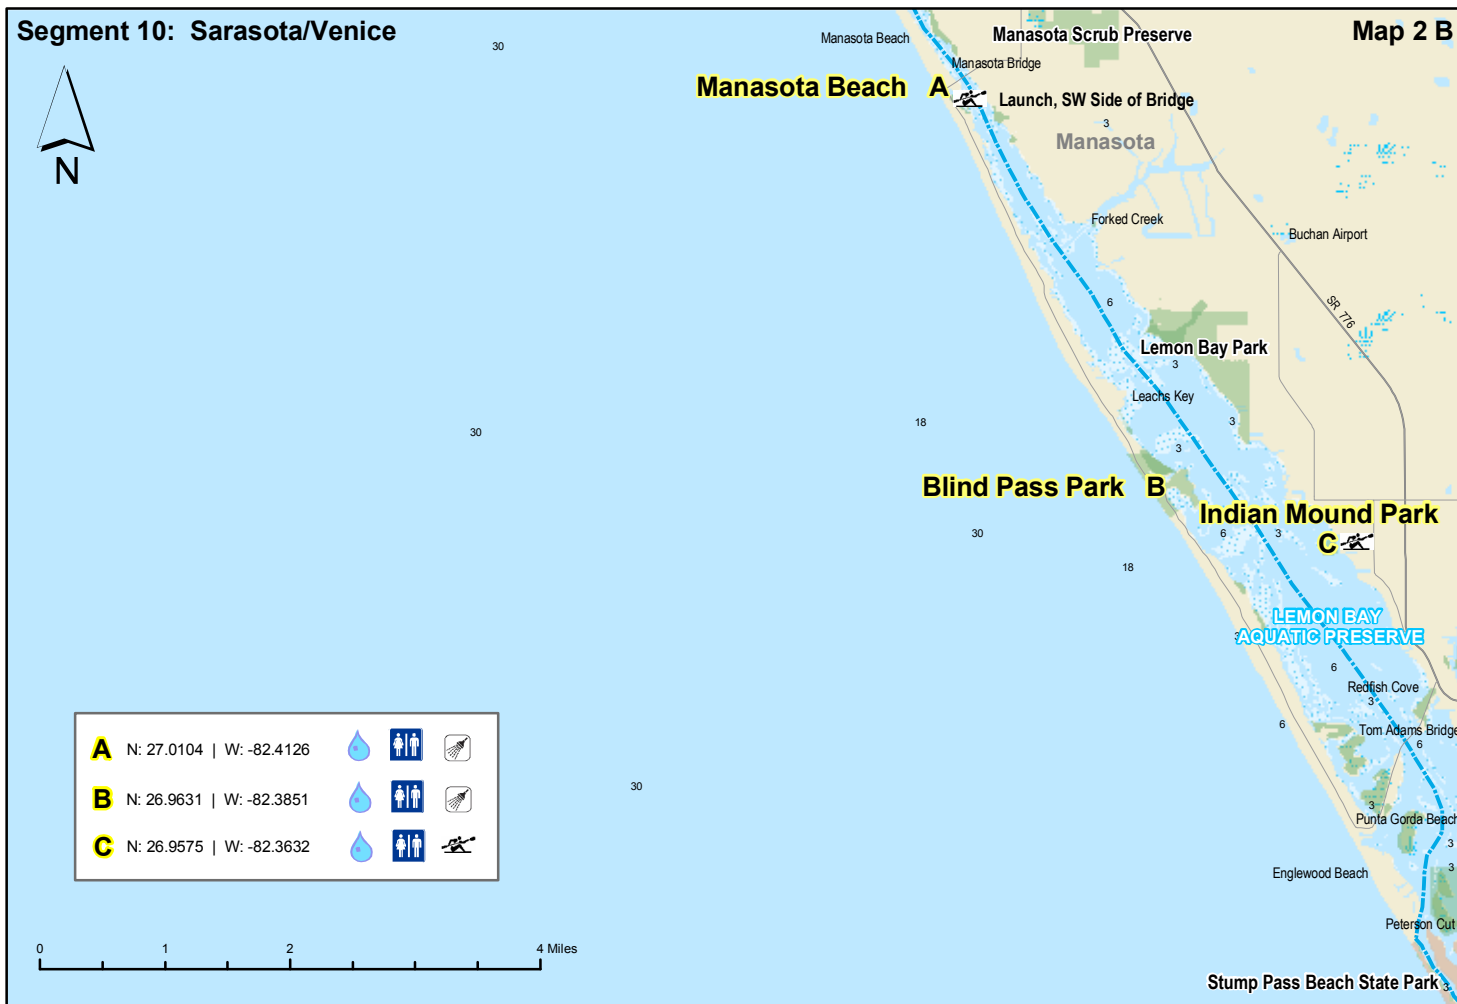 Segment 10: Sarasota/Venice
Map 2 B
30
Manasota Beach
Manasota Scrub Preserve
Manasota Bridge
Manasota Beach A
Launch, SW Side of Bridge
3
Manasota
N
Forked Creek
Buchan Airport
6
SR 776
Lemon Bay Park
3
Leachs Key
18
3
30
3
Blind Pass Park B
Indian Mound Park
30
6
3
C
18
LEMON BAY
3
AQUATIC PRESERVE
6
Redfish Cove
3
6
Tom Adams Bridge
6
A N: 27.0104 | W: -82.4126
B N: 26.9631 | W: -82.3851
C N: 26.9575 | W: -82.3632
30
3
Punta Gorda Beach
3
3
Englewood Beach
Peterson Cut
0 1 2 4 Miles
Stump Pass Beach State Park
3